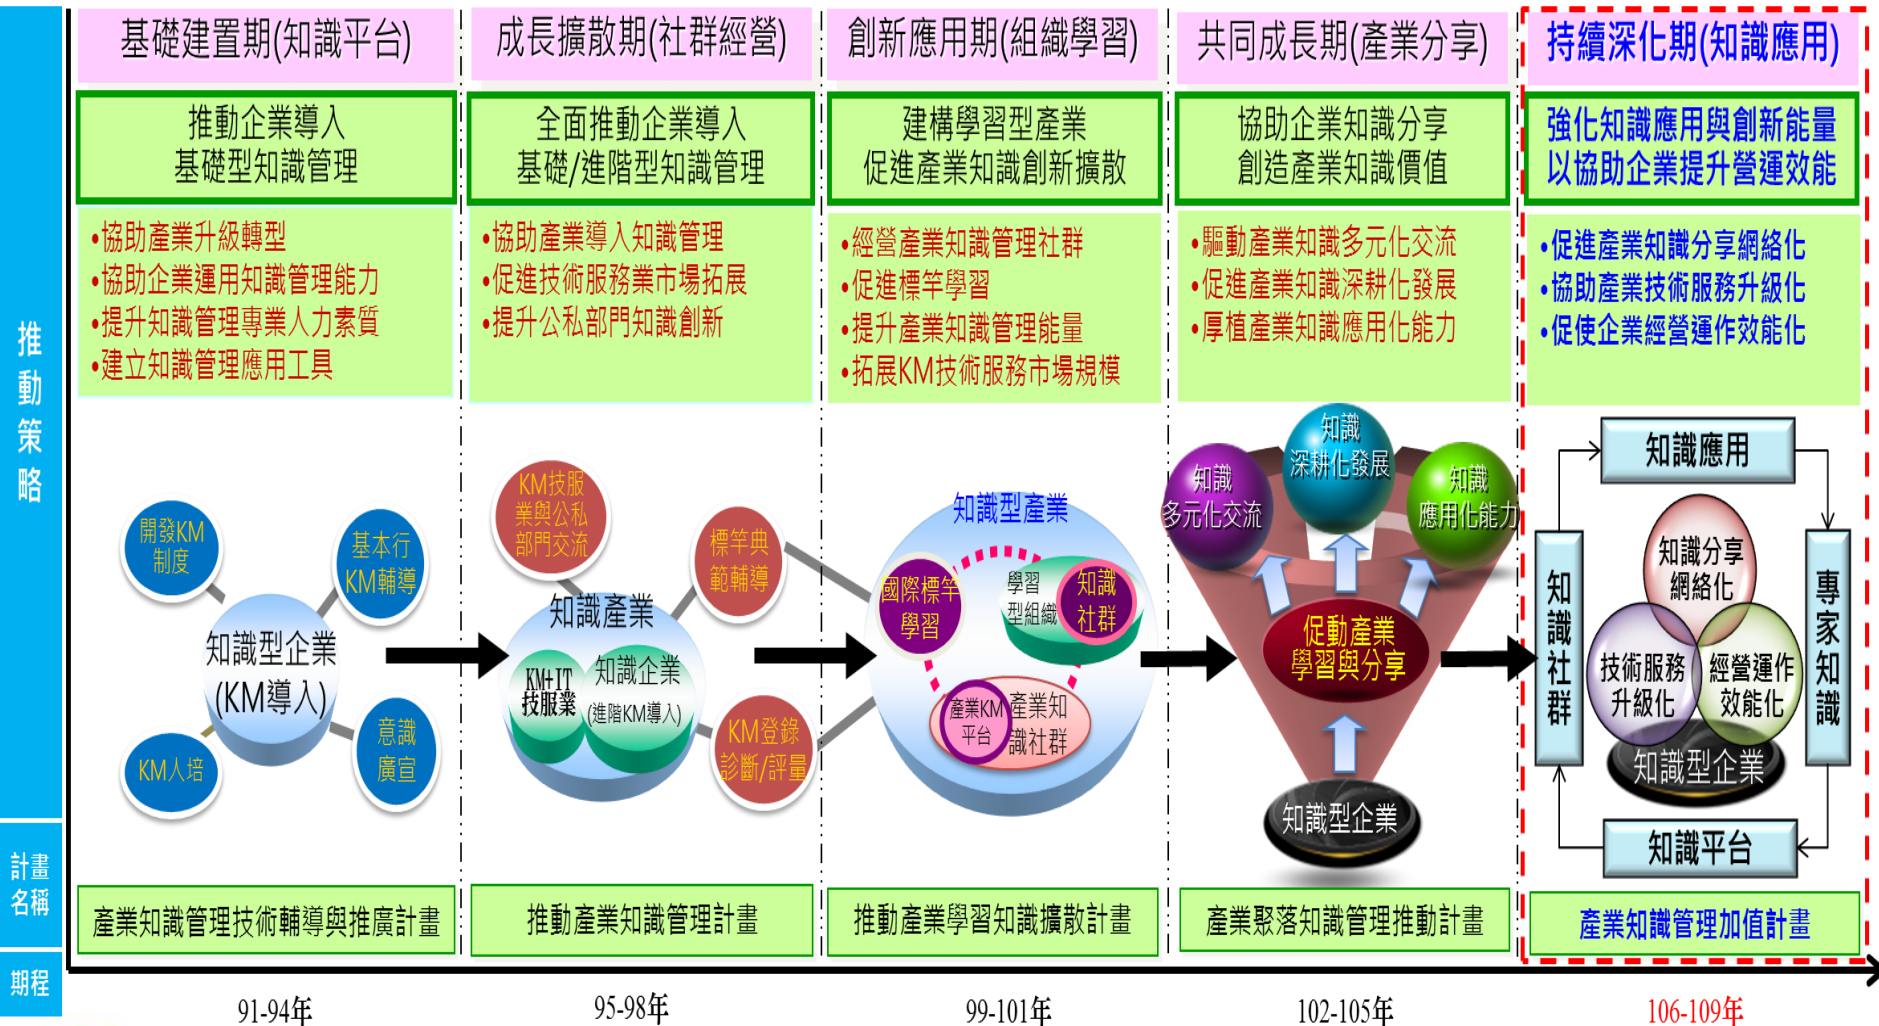 基礎建置期(知識平台)
成長擴散期(社群經營)
創新應用期(組織學習)
共同成長期(產業分享)
持續深化期(知識應用)
推動企業導入
基礎型知識管理
全面推動企業導入
基礎/進階型知識管理
建構學習型產業
促進產業知識創新擴散
協助企業知識分享
創造產業知識價值
強化知識應用與創新能量
以協助企業提升營運效能
推動策略
•協助產業升級轉型
•協助企業運用知識管理能力
•提升知識管理專業人力素質
•建立知識管理應用工具
•協助產業導入知識管理
•促進技術服務業市場拓展
•提升公私部門知識創新
•經營產業知識管理社群
•促進標竿學習
•提升產業知識管理能量
•拓展KM技術服務市場規模
•驅動產業知識多元化交流
•促進產業知識深耕化發展
•厚植產業知識應用化能力
•促進產業知識分享網絡化
•協助產業技術服務升級化
•促使企業經營運作效能化
開發KM
制度
基本行
KM輔導
知識型企業
(KM導入)
KM人培
意識
廣宣
KM技服
業與公私
部門交流
標竿典
範輔導
知識產業
KM+IT
技服業
知識企業
(進階KM導入)
KM登錄
診斷/評量
知識型產業
國際標竿
學習
學習
型組織
知識
社群
產業KM
平台
產業知
識社群
知識
多元化交流
知識
深耕化發展
知識
應用化能力
促動產業
學習與分享
知識型企業
知識應用
知識社群
專家知識
知識分享
網絡化
技術服務
升級化
經營運作
效能化
知識型企業
知識平台
計畫
名稱
產業知識管理技術輔導與推廣計畫
推動產業知識管理計畫
推動產業學習知識擴散計畫
產業聚落知識管理推動計畫
產業知識管理加值計畫
期程
91-94年
95-98年
99-101年
102-105年
106-109年